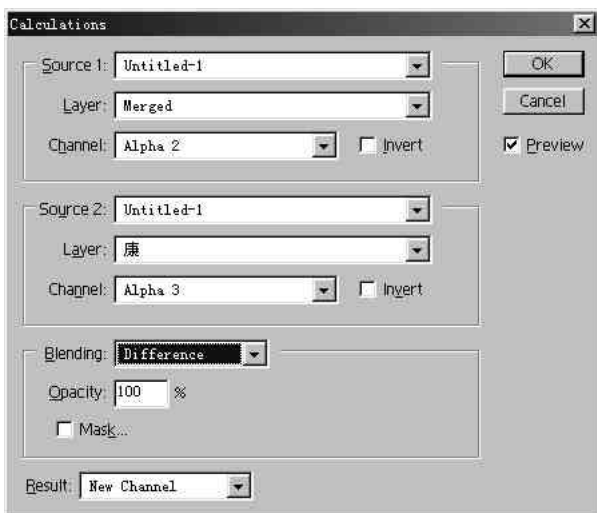 Calculations
Source 1: Untitled-1
OK
Layer: Merged
Cancel
Channel: Alpha 2
Invert
Preview
Source 2: Untitled-1
Layer: 康
Channel: Alpha 3
Invert
Blending: Difference
Opacity: 100 %
Mask...
Result: New Channel